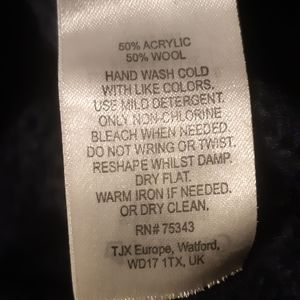 50% ACRYLIC
50% WOOL
HAND WASH COLD
WITH LIKE COLORS.
USE MILD DETERGENT.
ONLY NON-CHLORINE
BLEACH WHEN NEEDED.
DO NOT WRING OR TWIST.
RESHAPE WHILST DAMP.
DRY FLAT.
WARM IRON IF NEEDED.
OR DRY CLEAN.
RN# 75343
TJX Europe, Watford,
WD17 1TX, UK